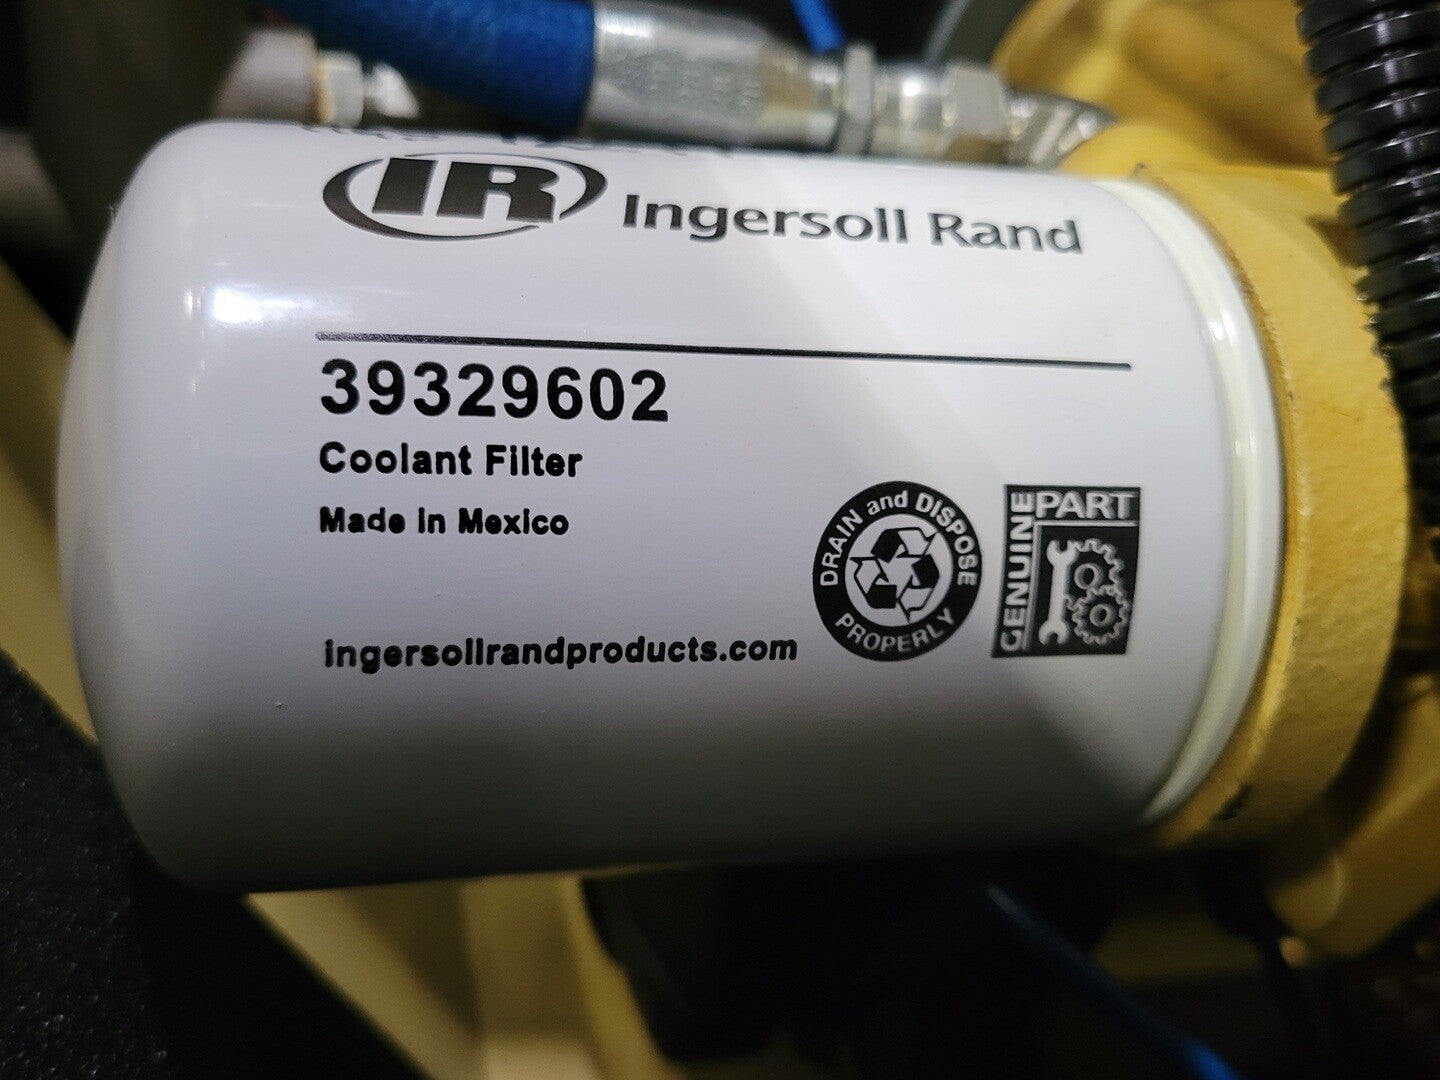 IR Ingersoll Rand
39329602
Coolant Filter
Made in Mexico
ingersollrandproducts.com
DRAIN and DISPOSE
PROPERLY
GENUINE PART